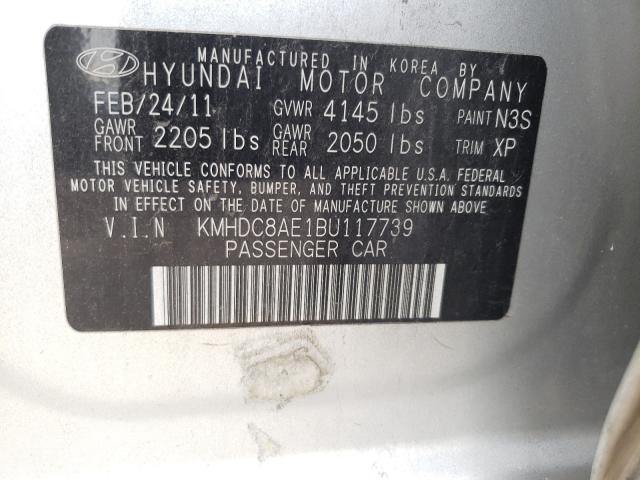 MANUFACTURED IN KOREA BY
HYUNDAI MOTOR COMPANY
FEB/24/11 GVWR 4145 lbs PAINT N3S
GAWR FRONT 2205 lbs GAWR REAR 2050 lbs TRIM XP
THIS VEHICLE CONFORMS TO ALL APPLICABLE U.S.A. FEDERAL
MOTOR VEHICLE SAFETY, BUMPER, AND THEFT PREVENTION STANDARDS
IN EFFECT ON THE DATE OF MANUFACTURE SHOWN ABOVE.
V.I.N KMHDC8AE1BU117739
PASSENGER CAR